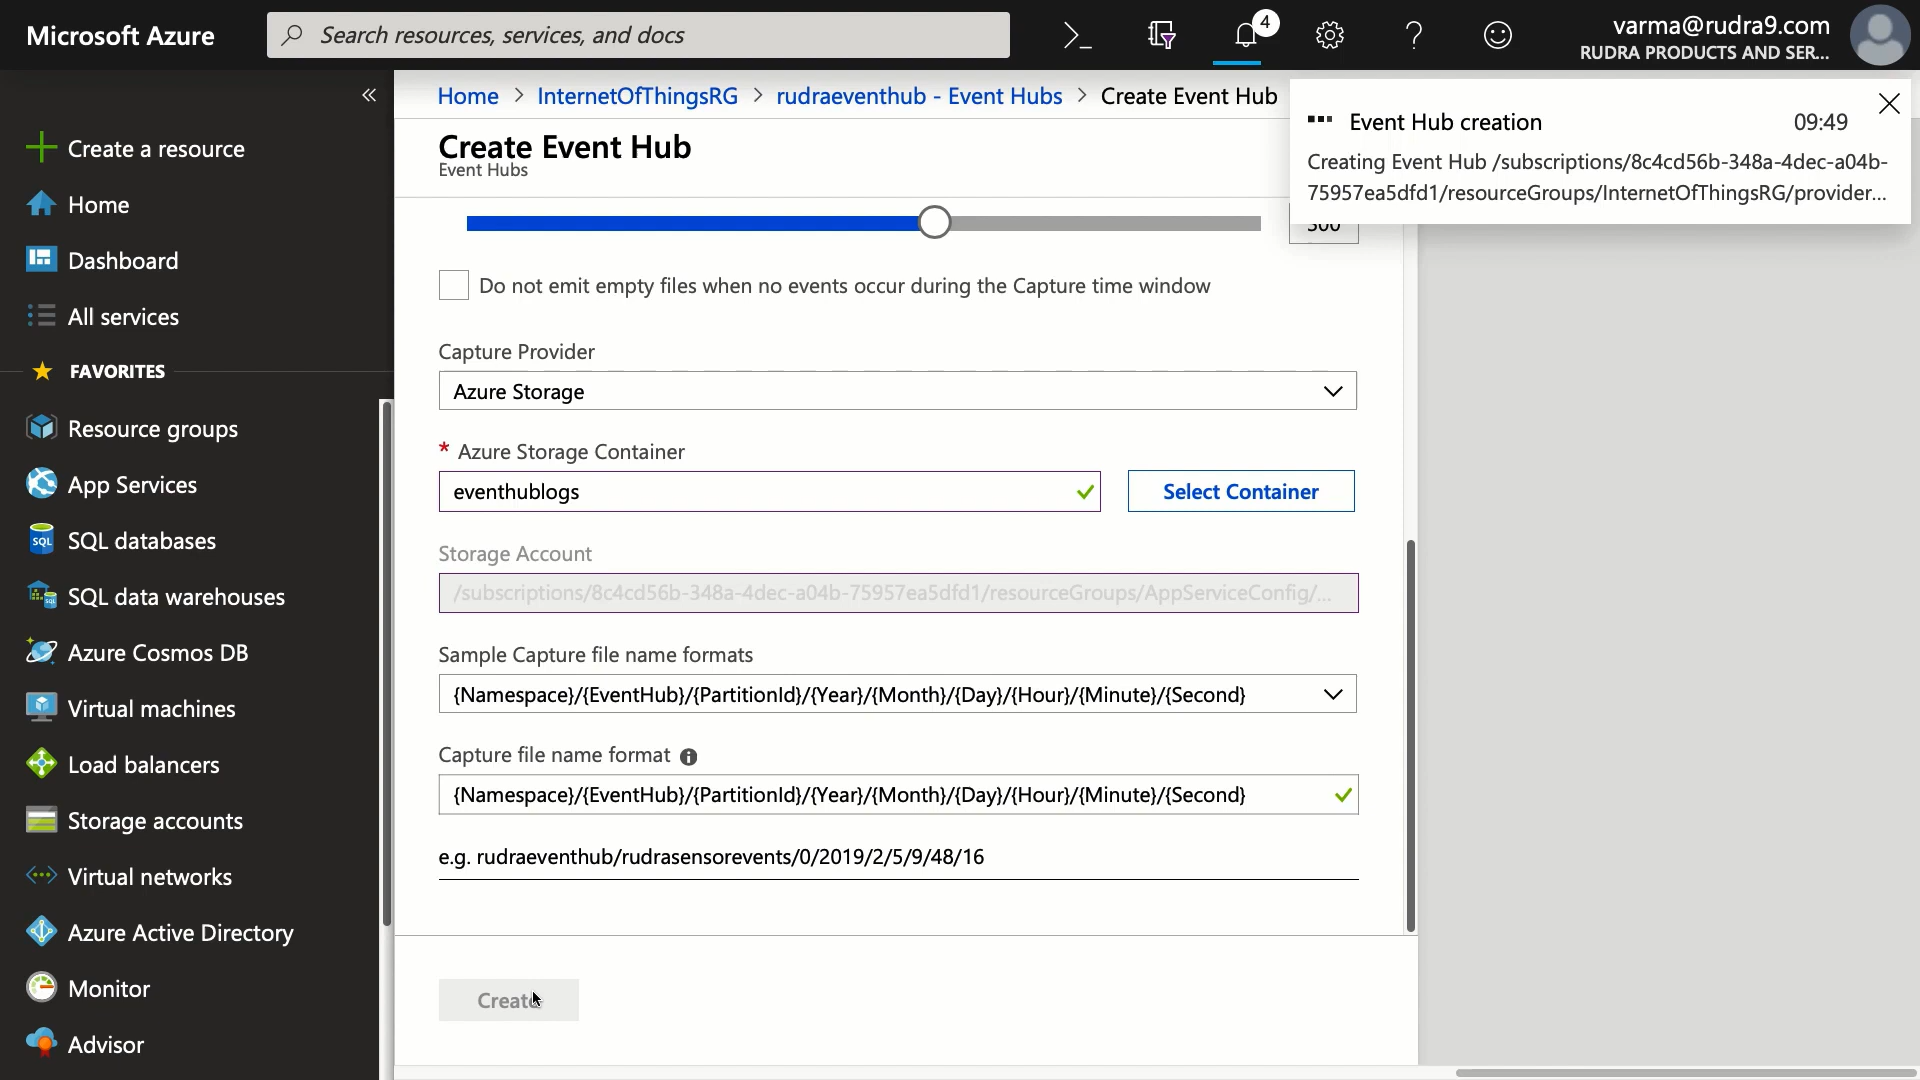 Microsoft Azure
Search resources, services, and docs
4
varma@rudra9.com
RUDRA PRODUCTS AND SER...
Create a resource
Home
Dashboard
All services
FAVORITES
Resource groups
App Services
SQL
SQL databases
SQL data warehouses
Azure Cosmos DB
Virtual machines
Load balancers
Storage accounts
Virtual networks
Azure Active Directory
Monitor
Advisor
Home > InternetOfThingsRG > rudraeventhub - Event Hubs > Create Event Hub
Create Event Hub
Event Hubs
Event Hub creation 09:49
Creating Event Hub /subscriptions/8c4cd56b-348a-4dec-a04b-
75957ea5dfd1/resourceGroups/InternetOfThingsRG/provider...
300
Do not emit empty files when no events occur during the Capture time window
Capture Provider
Azure Storage
* Azure Storage Container
eventhublogs
Select Container
Storage Account
/subscriptions/8c4cd56b-348a-4dec-a04b-75957ea5dfd1/resourceGroups/AppServiceConfig/...
Sample Capture file name formats
{Namespace}/{EventHub}/{PartitionId}/{Year}/{Month}/{Day}/{Hour}/{Minute}/{Second}
Capture file name format
{Namespace}/{EventHub}/{PartitionId}/{Year}/{Month}/{Day}/{Hour}/{Minute}/{Second}
e.g. rudraeventhub/rudrasensorevents/0/2019/2/5/9/48/16
Create